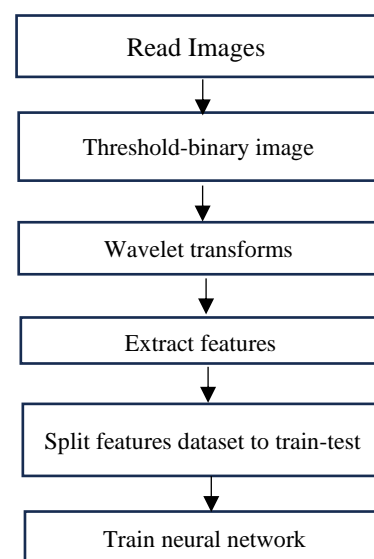 Read Images
Threshold-binary image
Wavelet transforms
Extract features
Split features dataset to train-test
Train neural network